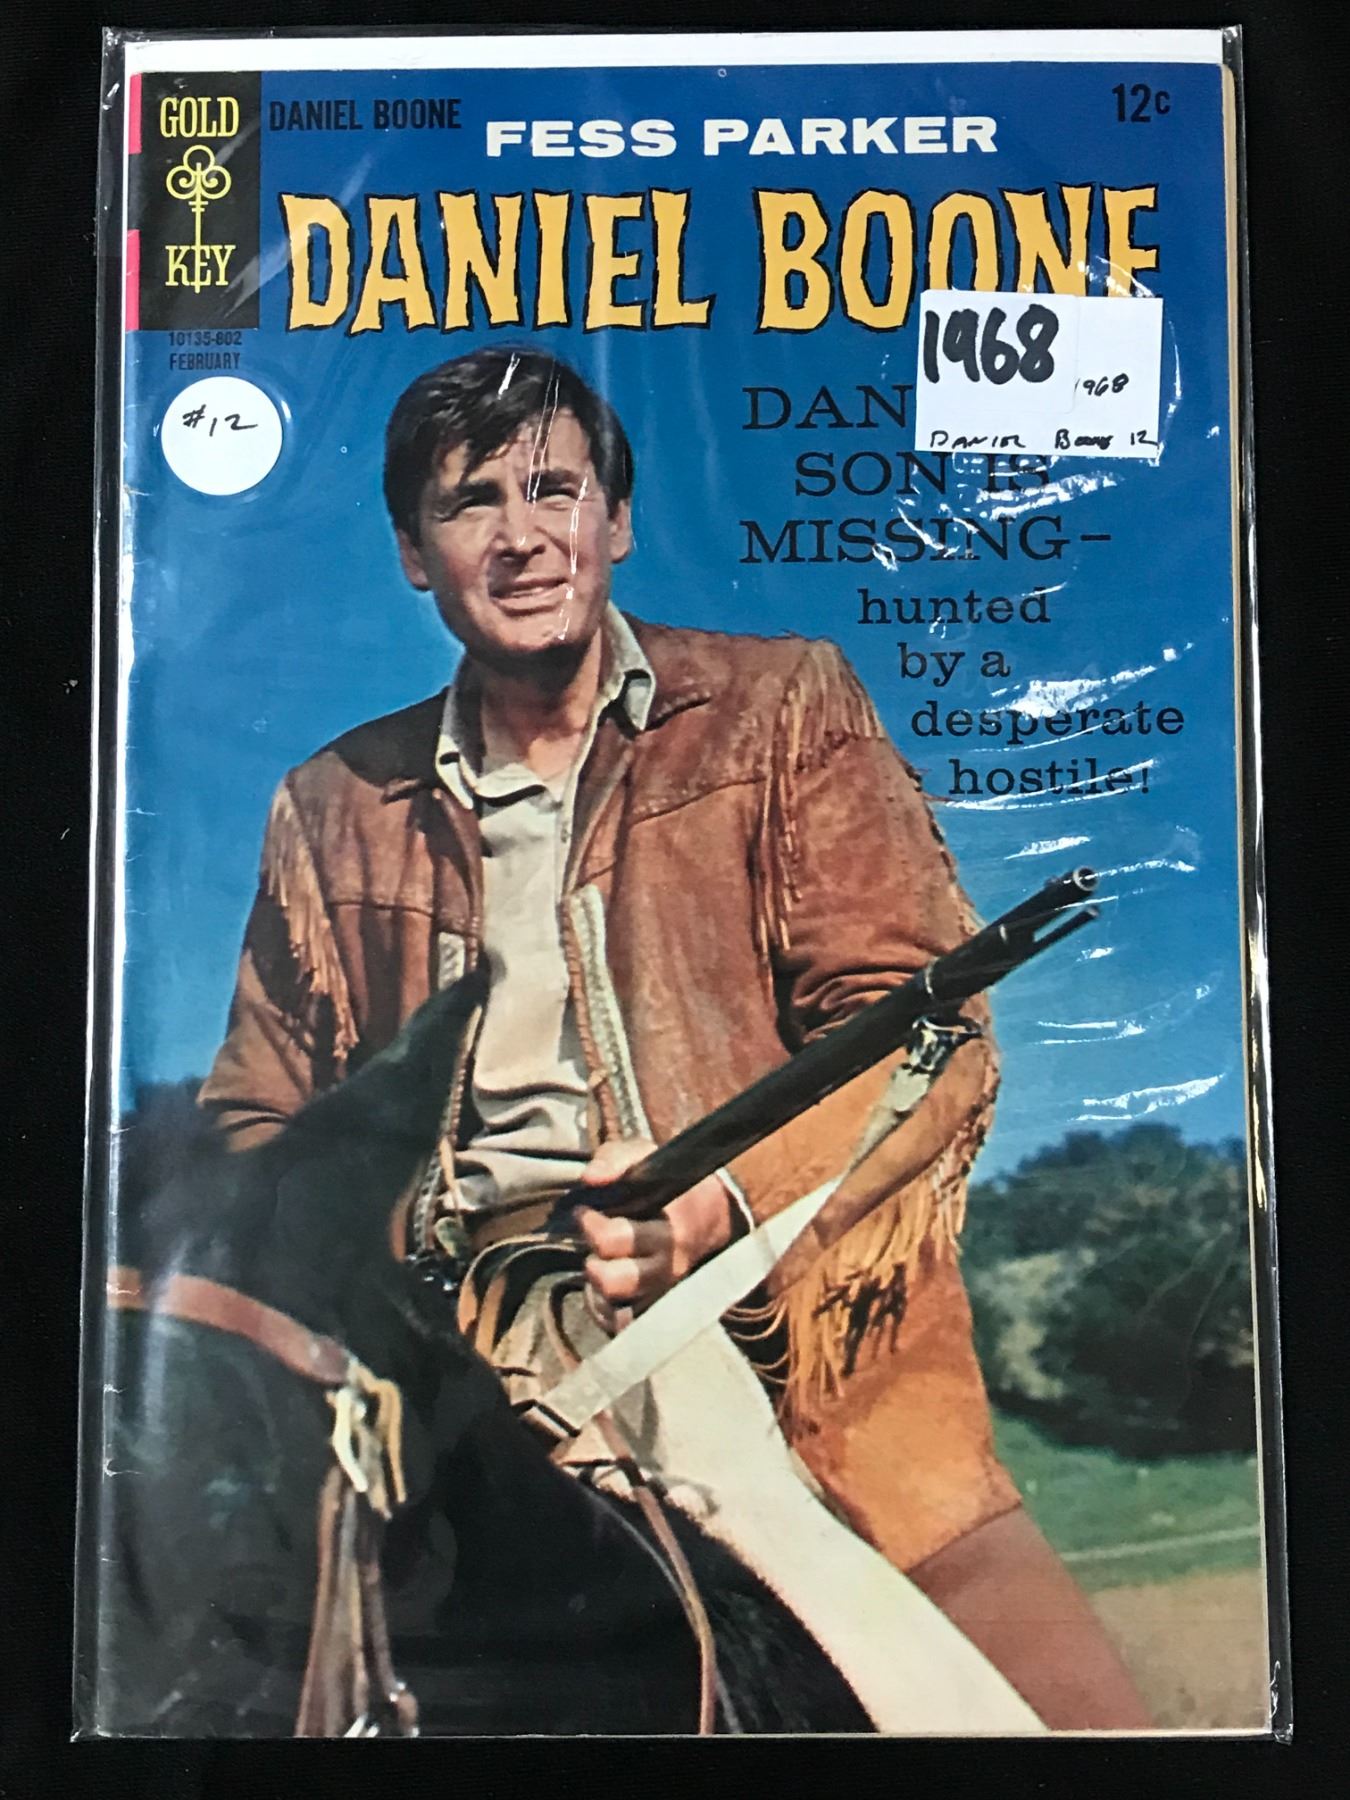 GOLD
KEY
DANIEL BOONE
12¢
FESS PARKER
DANIEL BOONE
10135-802
FEBRUARY
#12
1968
1968
DANIEL BOONE 12
DAN
SON IS
MISSING–
hunted
by a
desperate
hostile!